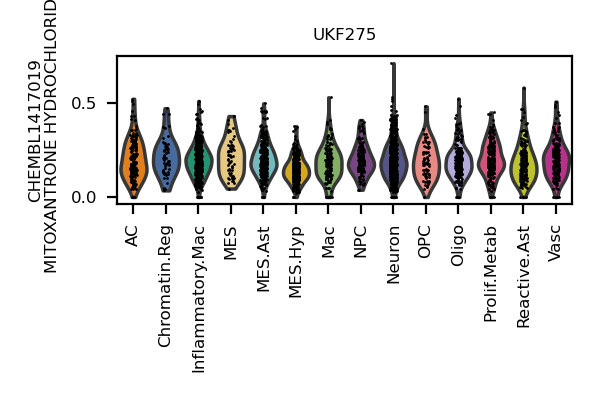 UKF275
CHEMBL1417019
MITOXANTRONE HYDROCHLORID
0.5
0.0
AC
Chromatin.Reg
Inflammatory.Mac
MES
MES.Ast
MES.Hyp
Mac
NPC
Neuron
OPC
Oligo
Prolif.Metab
Reactive.Ast
Vasc